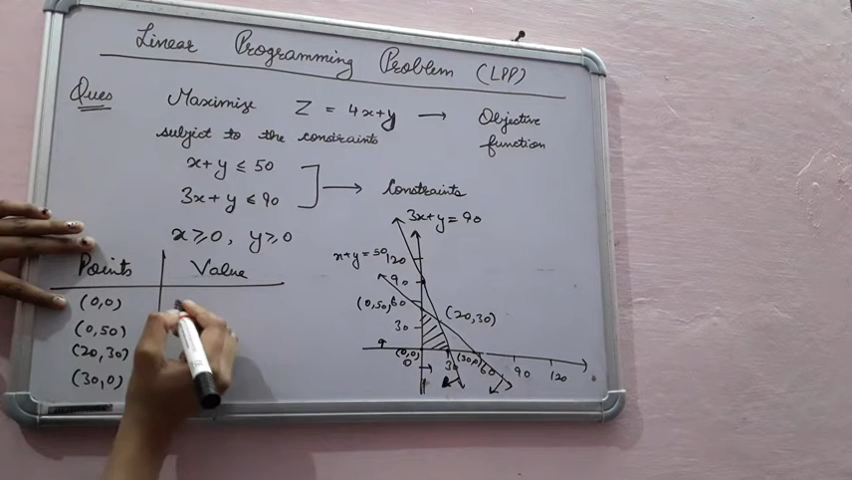 Linear Programming Problem (LPP)
Ques Maximize Z = 4x+y → Objective function
subject to the constraints
x+y ≤ 50
3x+y ≤ 90
→ Constraints
x≥0, y≥0
Points Value
(0,0)
(0,50)
(20,30)
(30,0)
3x+y = 90
x+y = 50
120
90
(0,50) 60
(20,30)
30
(0,0)
(30,0)
0 30 60 90 120